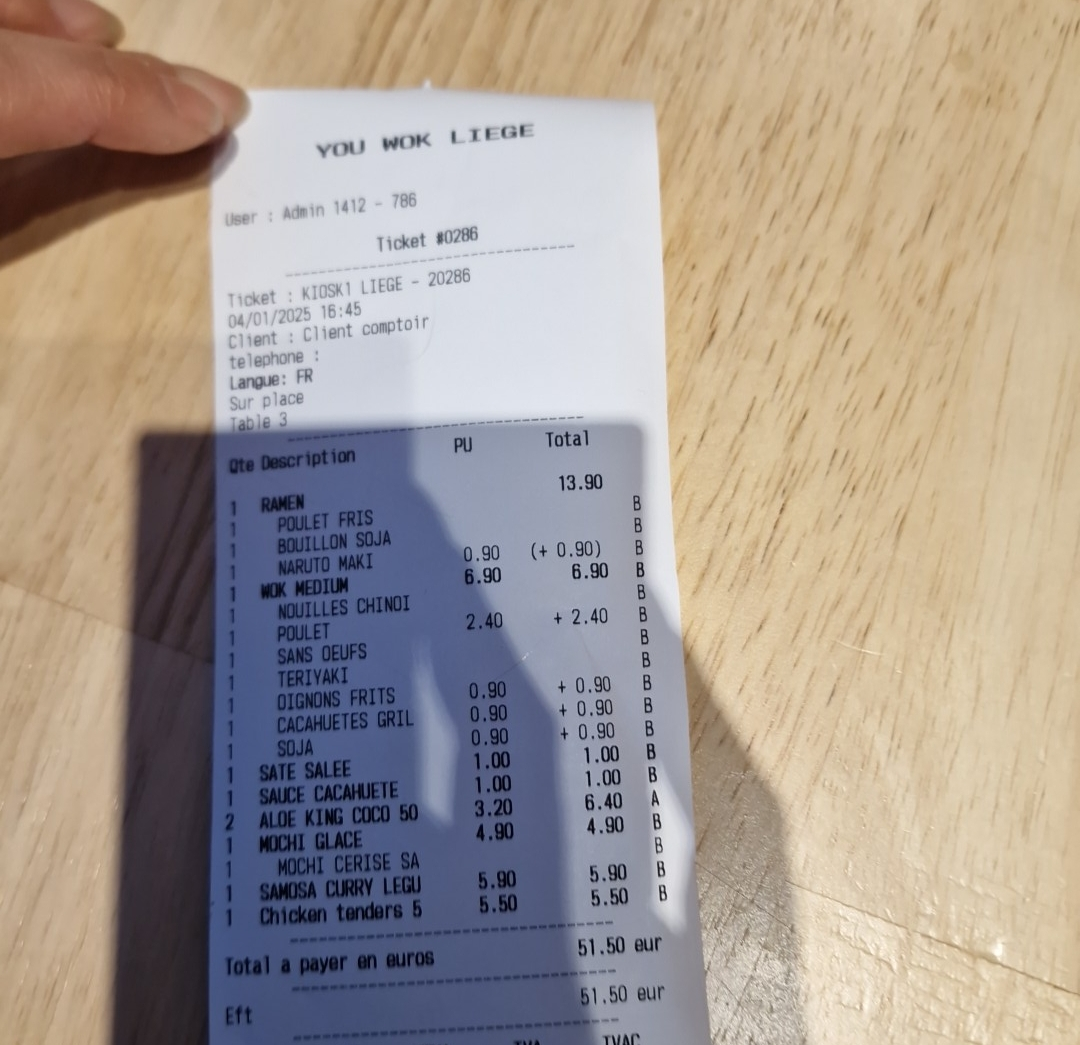 YOU WOK LIEGE
User : Admin 1412 - 786
Ticket #0286
Ticket : KIOSK1 LIEGE - 20286
04/01/2025 16:45
Client : Client comptoir
telephone :
Langue: FR
Sur place
Table 3
Qte Description PU Total
1 RAMEN 13.90
1 POULET FRIS B
1 BOUILLON SOJA B
1 NARUTO MAKI 0.90 (+ 0.90) B
1 WOK MEDIUM 6.90 6.90 B
1 NOUILLES CHINOI B
1 POULET 2.40 + 2.40 B
1 SANS OEUFS B
1 TERIYAKI B
1 OIGNONS FRITS 0.90 + 0.90 B
1 CACAHUETES GRIL 0.90 + 0.90 B
1 SOJA 0.90 + 0.90 B
1 SATE SALEE 1.00 1.00 B
1 SAUCE CACAHUETE 1.00 1.00 B
2 ALOE KING COCO 50 3.20 6.40 A
1 MOCHI GLACE 4.90 4.90 B
1 MOCHI CERISE SA B
1 SAMOSA CURRY LEGU 5.90 5.90 B
1 Chicken tenders 5 5.50 5.50 B
Total a payer en euros 51.50 eur
Eft 51.50 eur
TVAC